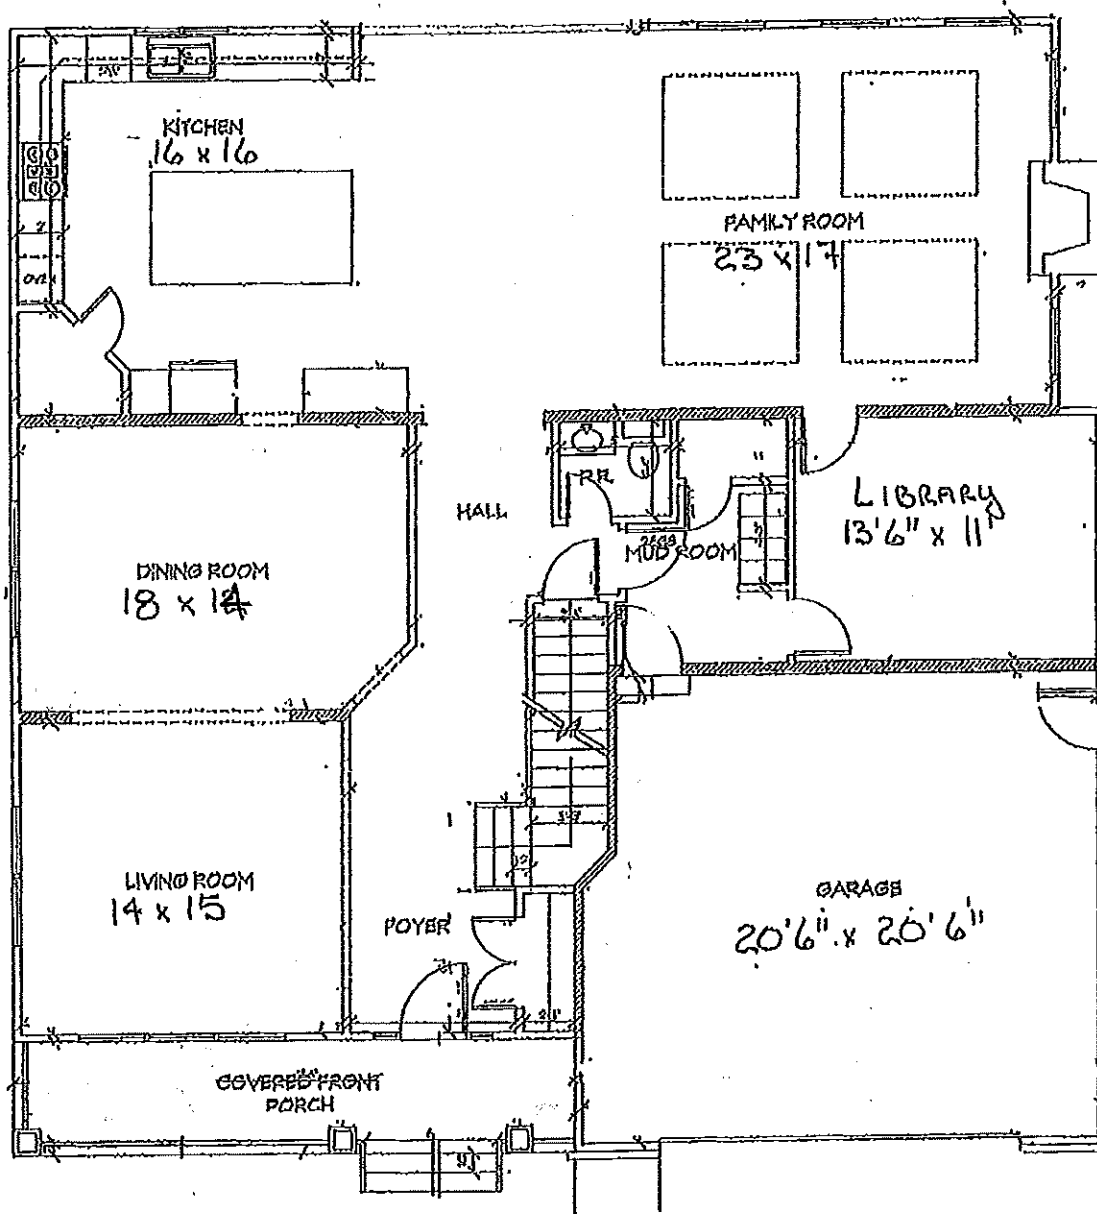 KITCHEN
16 x 16
FAMILY ROOM
23 x 17
HALL
R.R.
MUD ROOM
LIBRARY
13'6" x 11'
DINING ROOM
18 x 14
LIVING ROOM
14 x 15
FOYER
GARAGE
20'6" x 20'6"
COVERED FRONT
PORCH